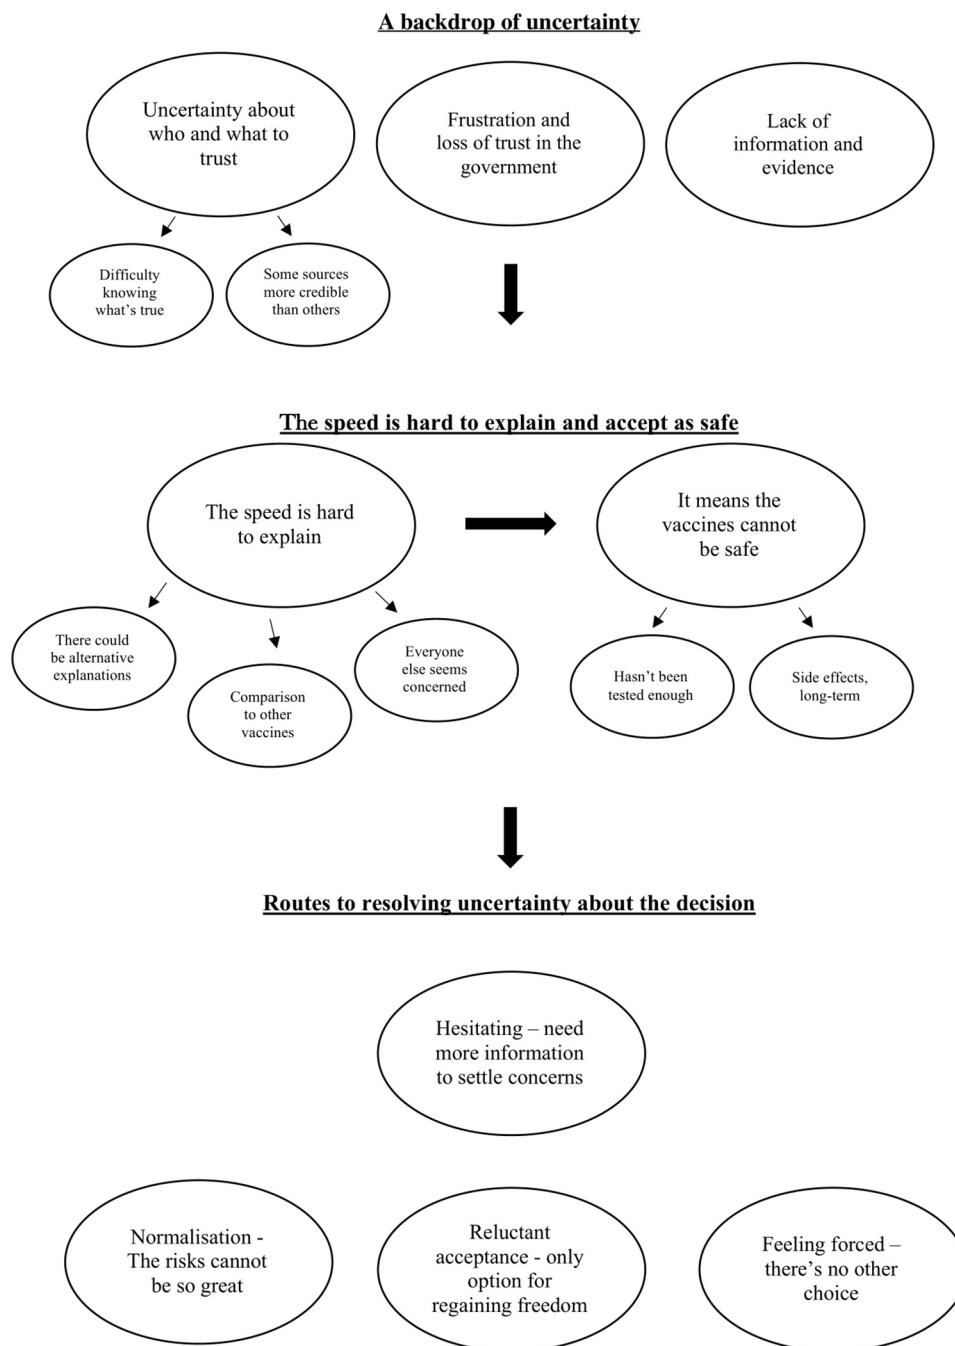 A backdrop of uncertainty
Uncertainty about
who and what to
trust
Frustration and
loss of trust in the
government
Lack of
information and
evidence
Difficulty
knowing
what's true
Some sources
more credible
than others
The speed is hard to explain and accept as safe
The speed is hard
to explain
It means the
vaccines cannot
be safe
There could
be alternative
explanations
Comparison
to other
vaccines
Everyone
else seems
concerned
Hasn't been
tested enough
Side effects,
long-term
Routes to resolving uncertainty about the decision
Hesitating – need
more information
to settle concerns
Normalisation -
The risks cannot
be so great
Reluctant
acceptance - only
option for
regaining freedom
Feeling forced –
there's no other
choice